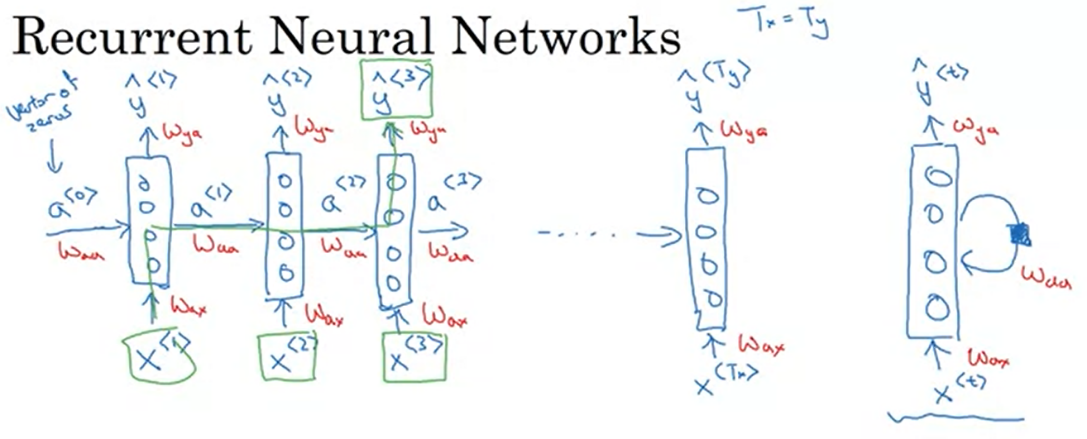 Recurrent Neural Networks
Tx = Ty
vector of zeros
ŷ<1> ŷ<2> ŷ<3> ŷ<Ty> ŷ<t>
Wya Wya Wya Wya Wya
a<0> a<1> a<2> a<3>
Waa Waa Waa Waa Waa
Wax Wax Wax Wax Wax
x<1> x<2> x<3> x<Tx> x<t>